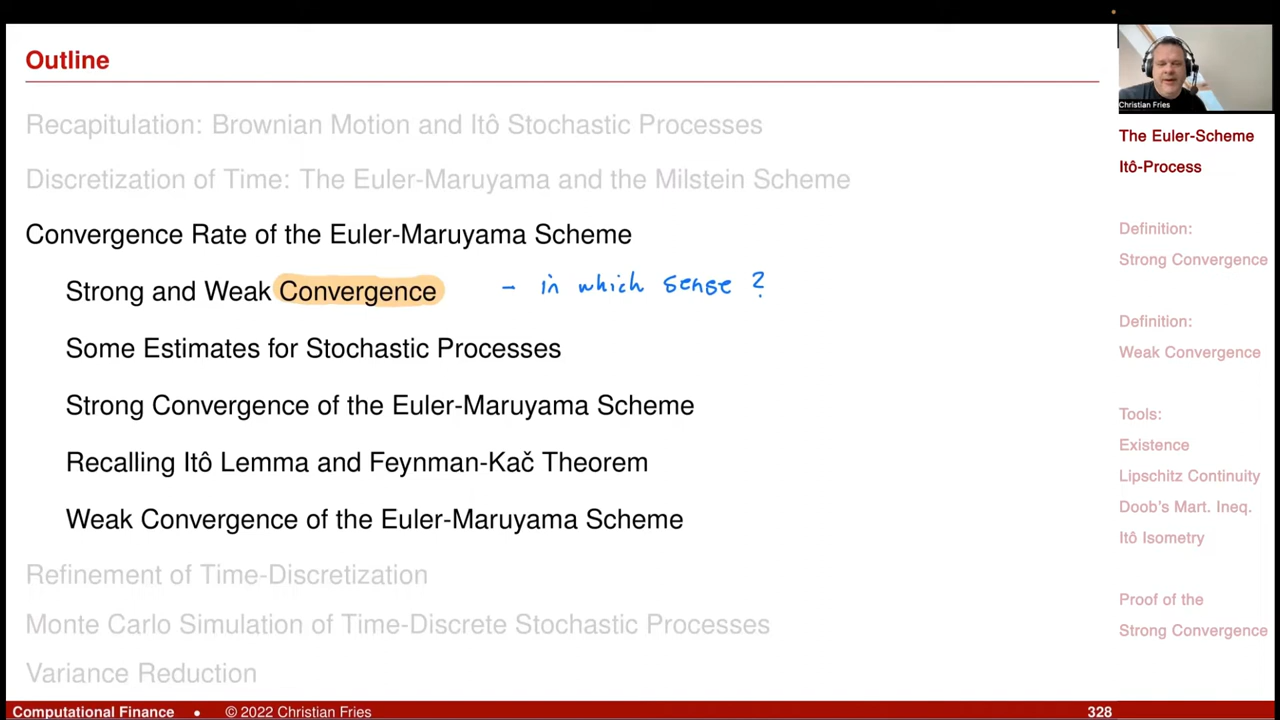 Outline
Recapitulation: Brownian Motion and Itô Stochastic Processes
Discretization of Time: The Euler-Maruyama and the Milstein Scheme
Convergence Rate of the Euler-Maruyama Scheme
Strong and Weak Convergence – in which sense ?
Some Estimates for Stochastic Processes
Strong Convergence of the Euler-Maruyama Scheme
Recalling Itô Lemma and Feynman-Kač Theorem
Weak Convergence of the Euler-Maruyama Scheme
Refinement of Time-Discretization
Monte Carlo Simulation of Time-Discrete Stochastic Processes
Variance Reduction
Christian Fries
The Euler-Scheme
Itô-Process
Definition:
Strong Convergence
Definition:
Weak Convergence
Tools:
Existence
Lipschitz Continuity
Doob's Mart. Ineq.
Itô Isometry
Proof of the
Strong Convergence
Computational Finance • © 2022 Christian Fries 328